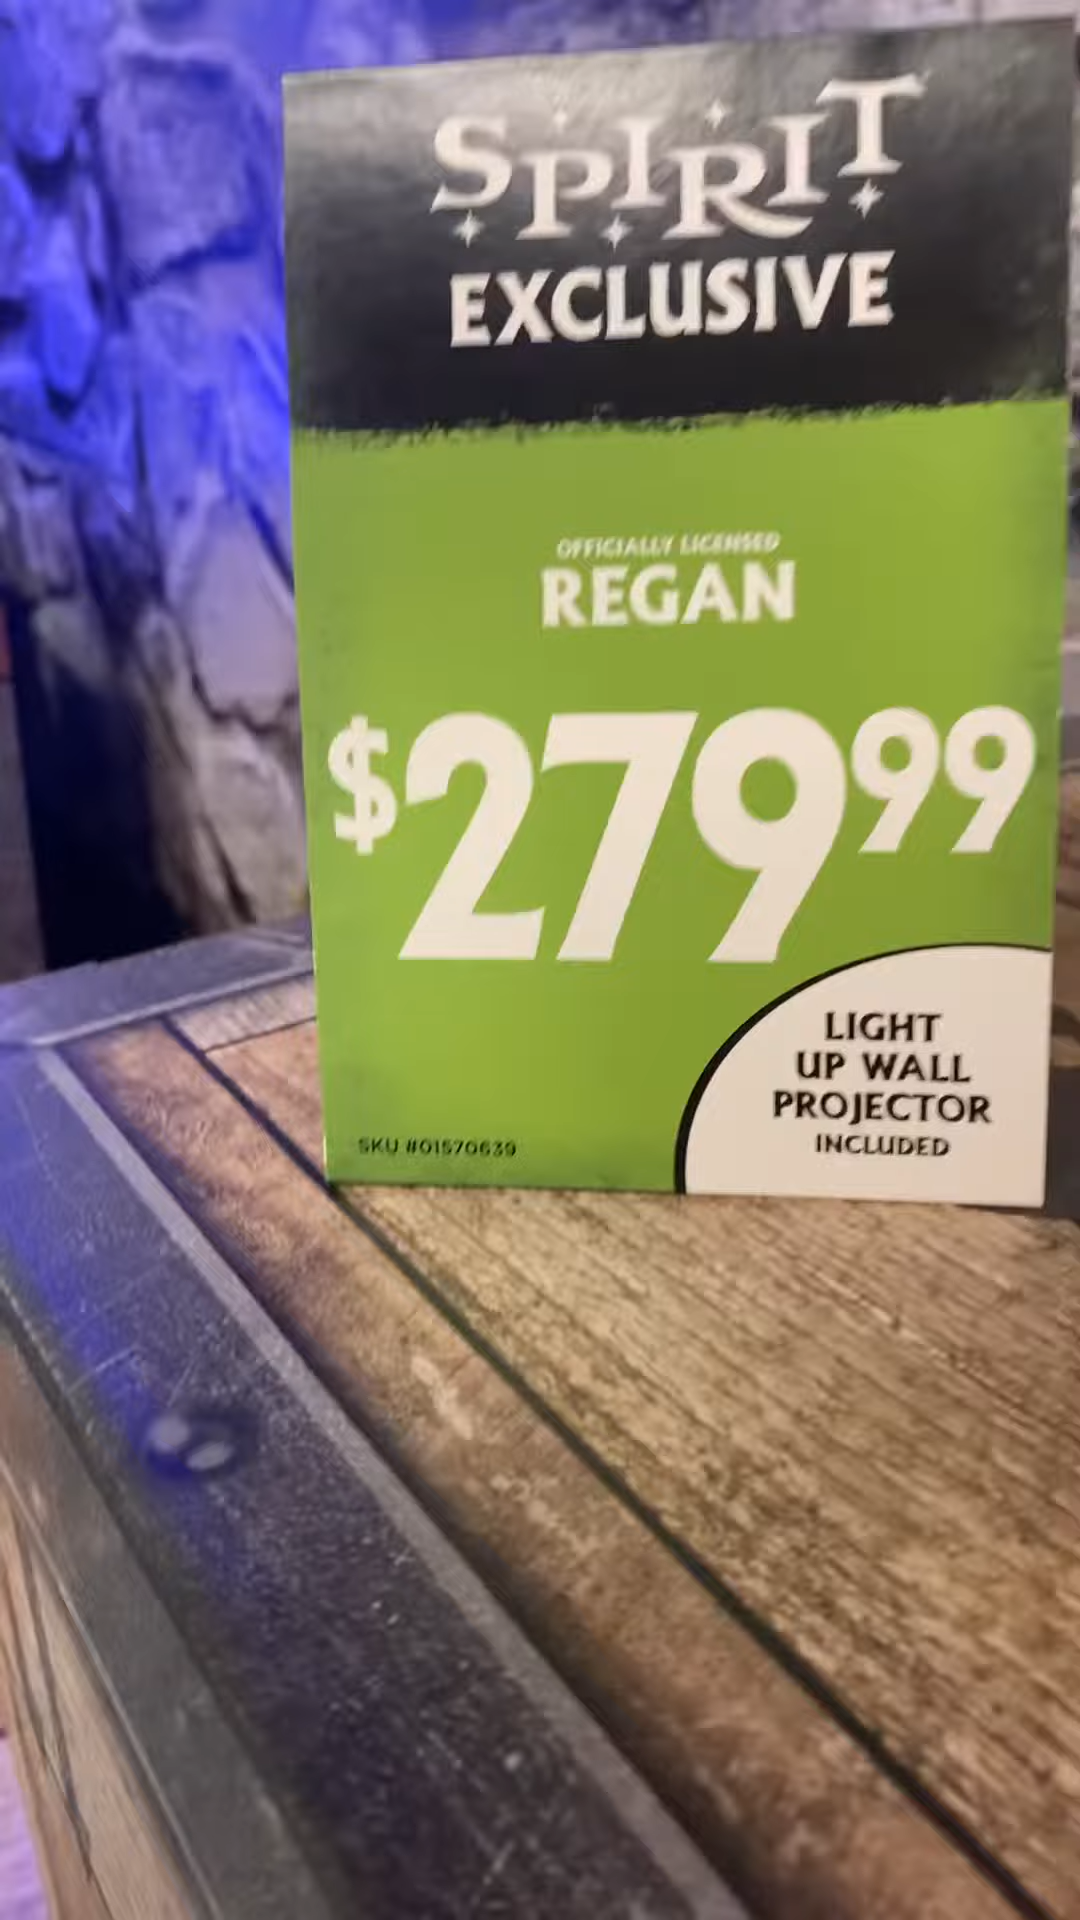 SPIRIT
EXCLUSIVE
OFFICIALLY LICENSED
REGAN
$279 99
LIGHT
UP WALL
PROJECTOR
INCLUDED
SKU #01570639